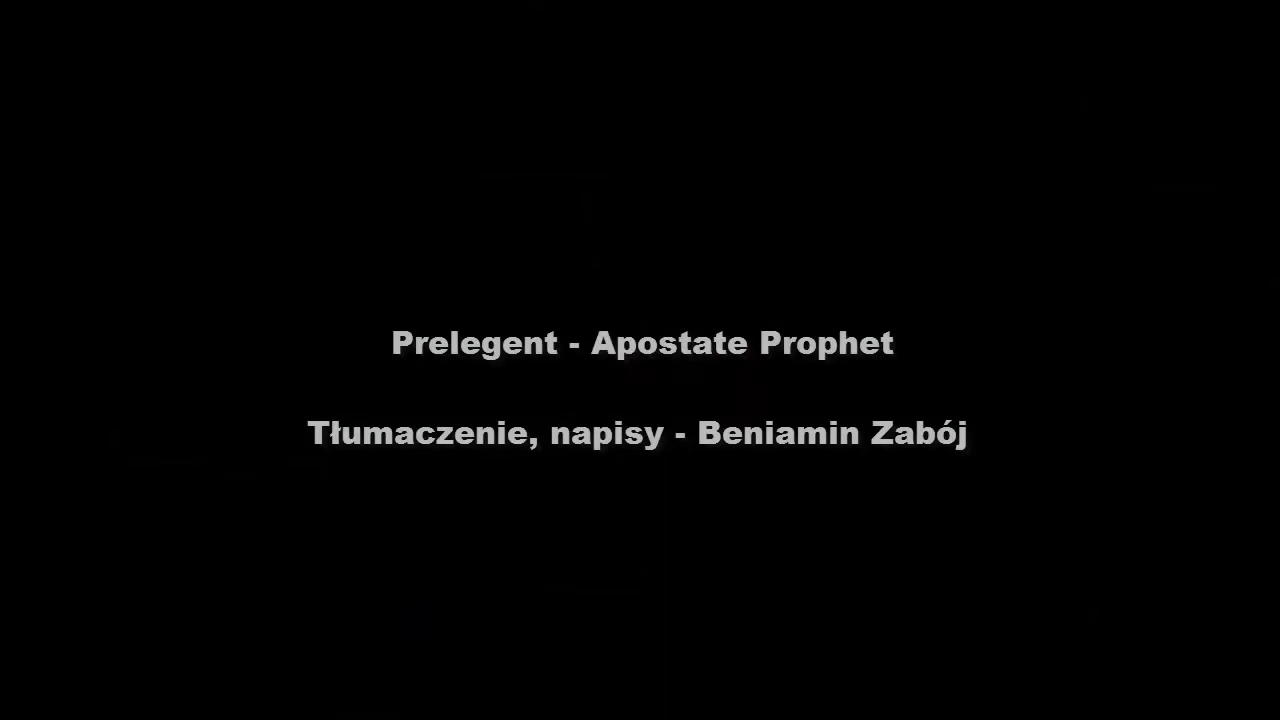 Prelegent - Apostate Prophet
Tłumaczenie, napisy - Beniamin Zabój